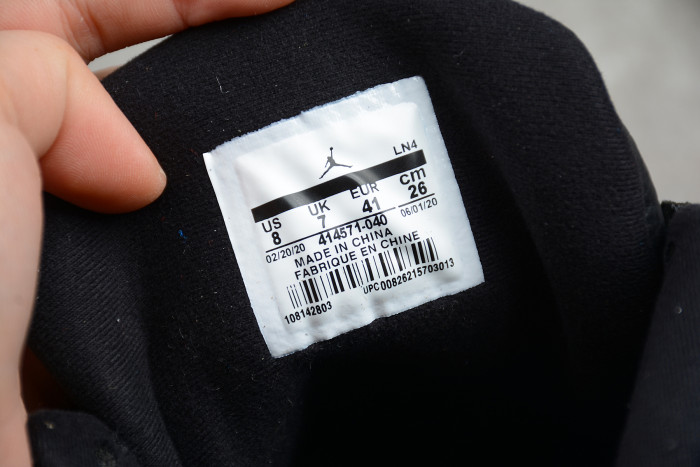 LN4
US UK EUR cm
8 7 41 26
02/20/20 414571-040 06/01/20
MADE IN CHINA
FABRIQUE EN CHINE
108142803 UPC00826215703013